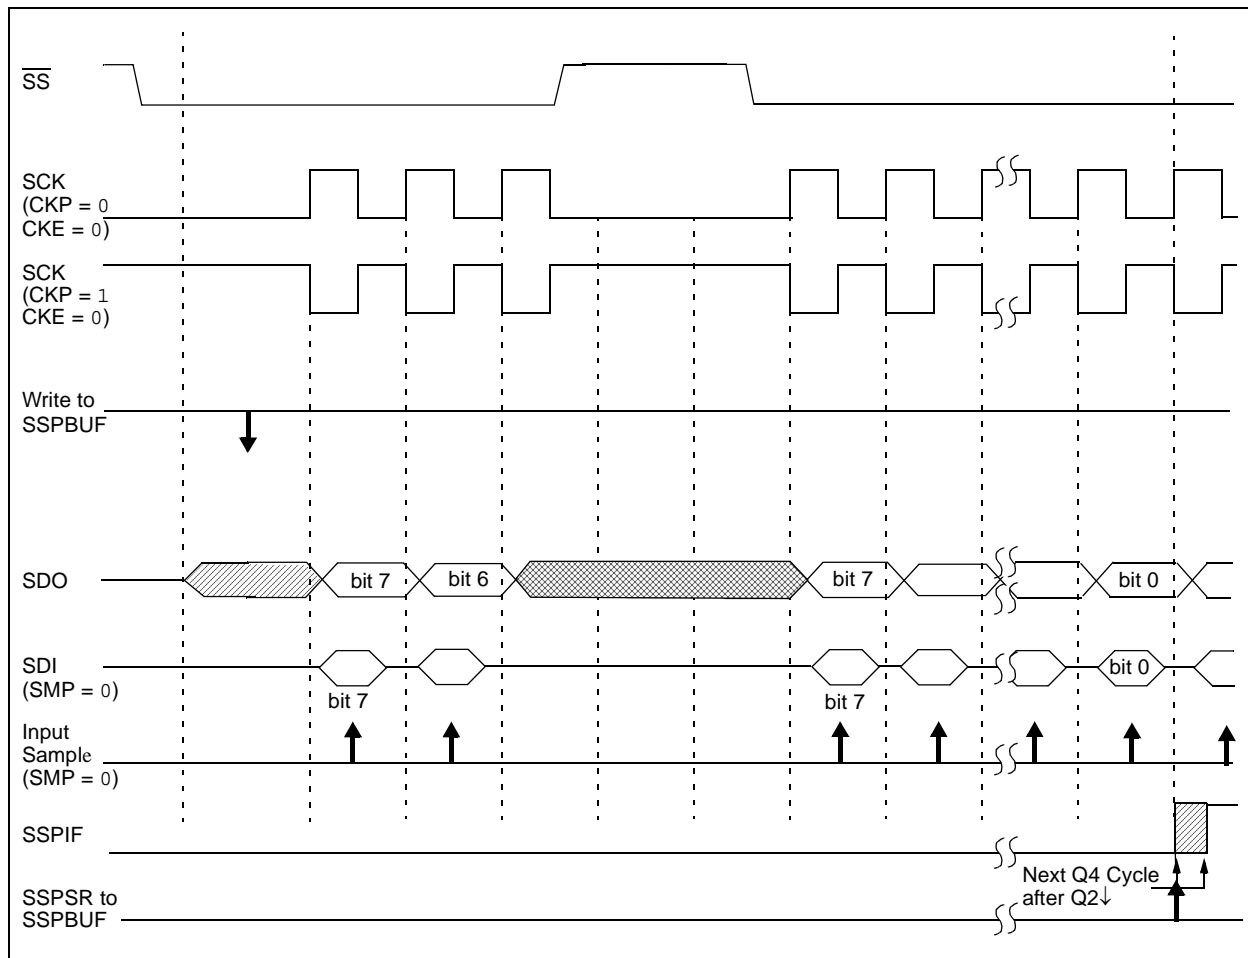 SS
SCK
(CKP = 0
CKE = 0)
SCK
(CKP = 1
CKE = 0)
Write to
SSPBUF
SDO
bit 7
bit 6
bit 7
bit 0
SDI
(SMP = 0)
bit 7
bit 7
bit 0
Input
Sample
(SMP = 0)
SSPIF
Next Q4 Cycle
after Q2↓
SSPSR to
SSPBUF